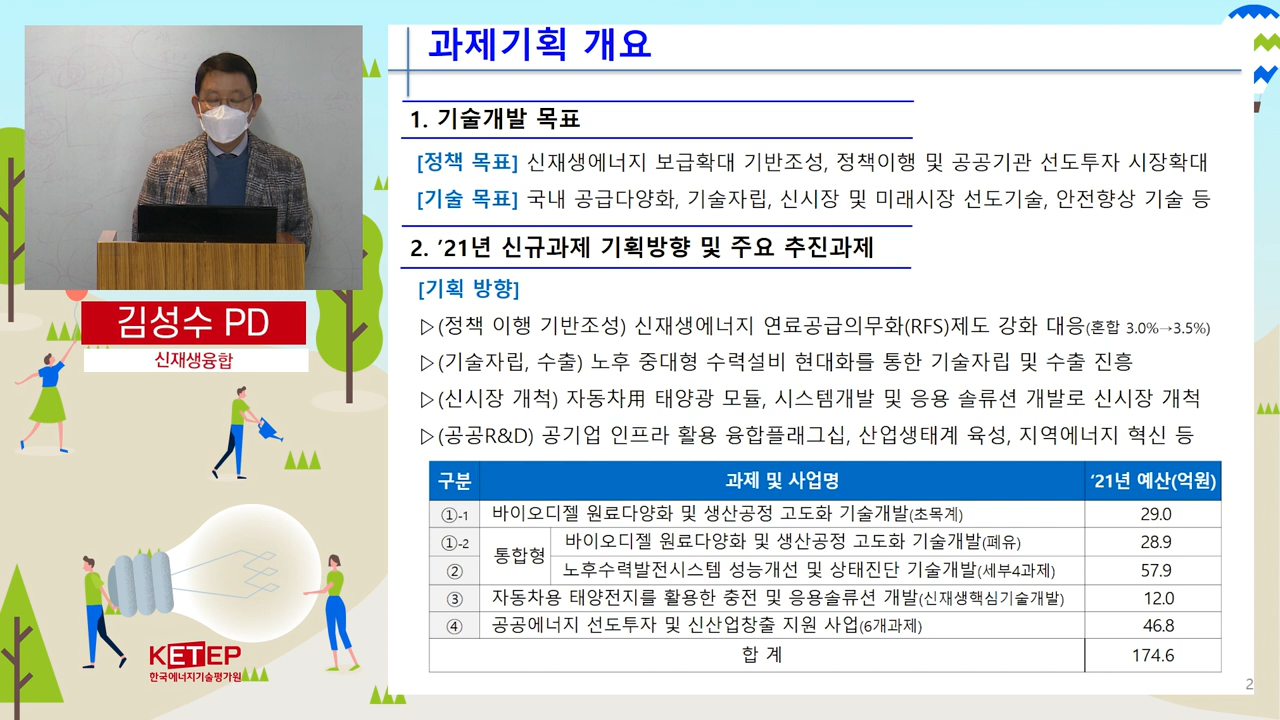 과제기획 개요
1. 기술개발 목표
[정책 목표] 신재생에너지 보급확대 기반조성, 정책이행 및 공공기관 선도투자 시장확대
[기술 목표] 국내 공급다양화, 기술자립, 신시장 및 미래시장 선도기술, 안전향상 기술 등
2. ’21년 신규과제 기획방향 및 주요 추진과제
[기획 방향]
▷(정책 이행 기반조성) 신재생에너지 연료공급의무화(RFS)제도 강화 대응(혼합 3.0%→3.5%)
▷(기술자립, 수출) 노후 중대형 수력설비 현대화를 통한 기술자립 및 수출 진흥
▷(신시장 개척) 자동차用 태양광 모듈, 시스템개발 및 응용 솔류션 개발로 신시장 개척
▷(공공R&D) 공기업 인프라 활용 융합플래그십, 산업생태계 육성, 지역에너지 혁신 등
구분 과제 및 사업명 ‘21년 예산(억원)
①-1 바이오디젤 원료다양화 및 생산공정 고도화 기술개발(초목계) 29.0
①-2 통합형 바이오디젤 원료다양화 및 생산공정 고도화 기술개발(폐유) 28.9
② 노후수력발전시스템 성능개선 및 상태진단 기술개발(세부4과제) 57.9
③ 자동차용 태양전지를 활용한 충전 및 응용솔류션 개발(신재생핵심기술개발) 12.0
④ 공공에너지 선도투자 및 신산업창출 지원 사업(6개과제) 46.8
합 계 174.6
2
김성수 PD
신재생융합
KETEP
한국에너지기술평가원